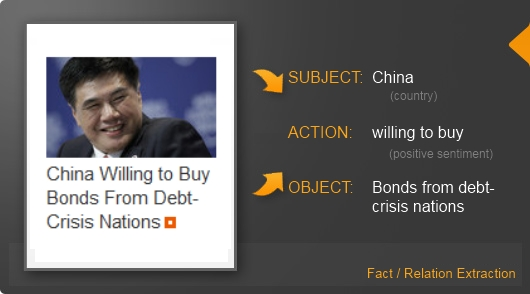 China Willing to Buy
Bonds From Debt-
Crisis Nations
SUBJECT: China
(country)
ACTION: willing to buy
(positive sentiment)
OBJECT: Bonds from debt-
crisis nations
Fact / Relation Extraction